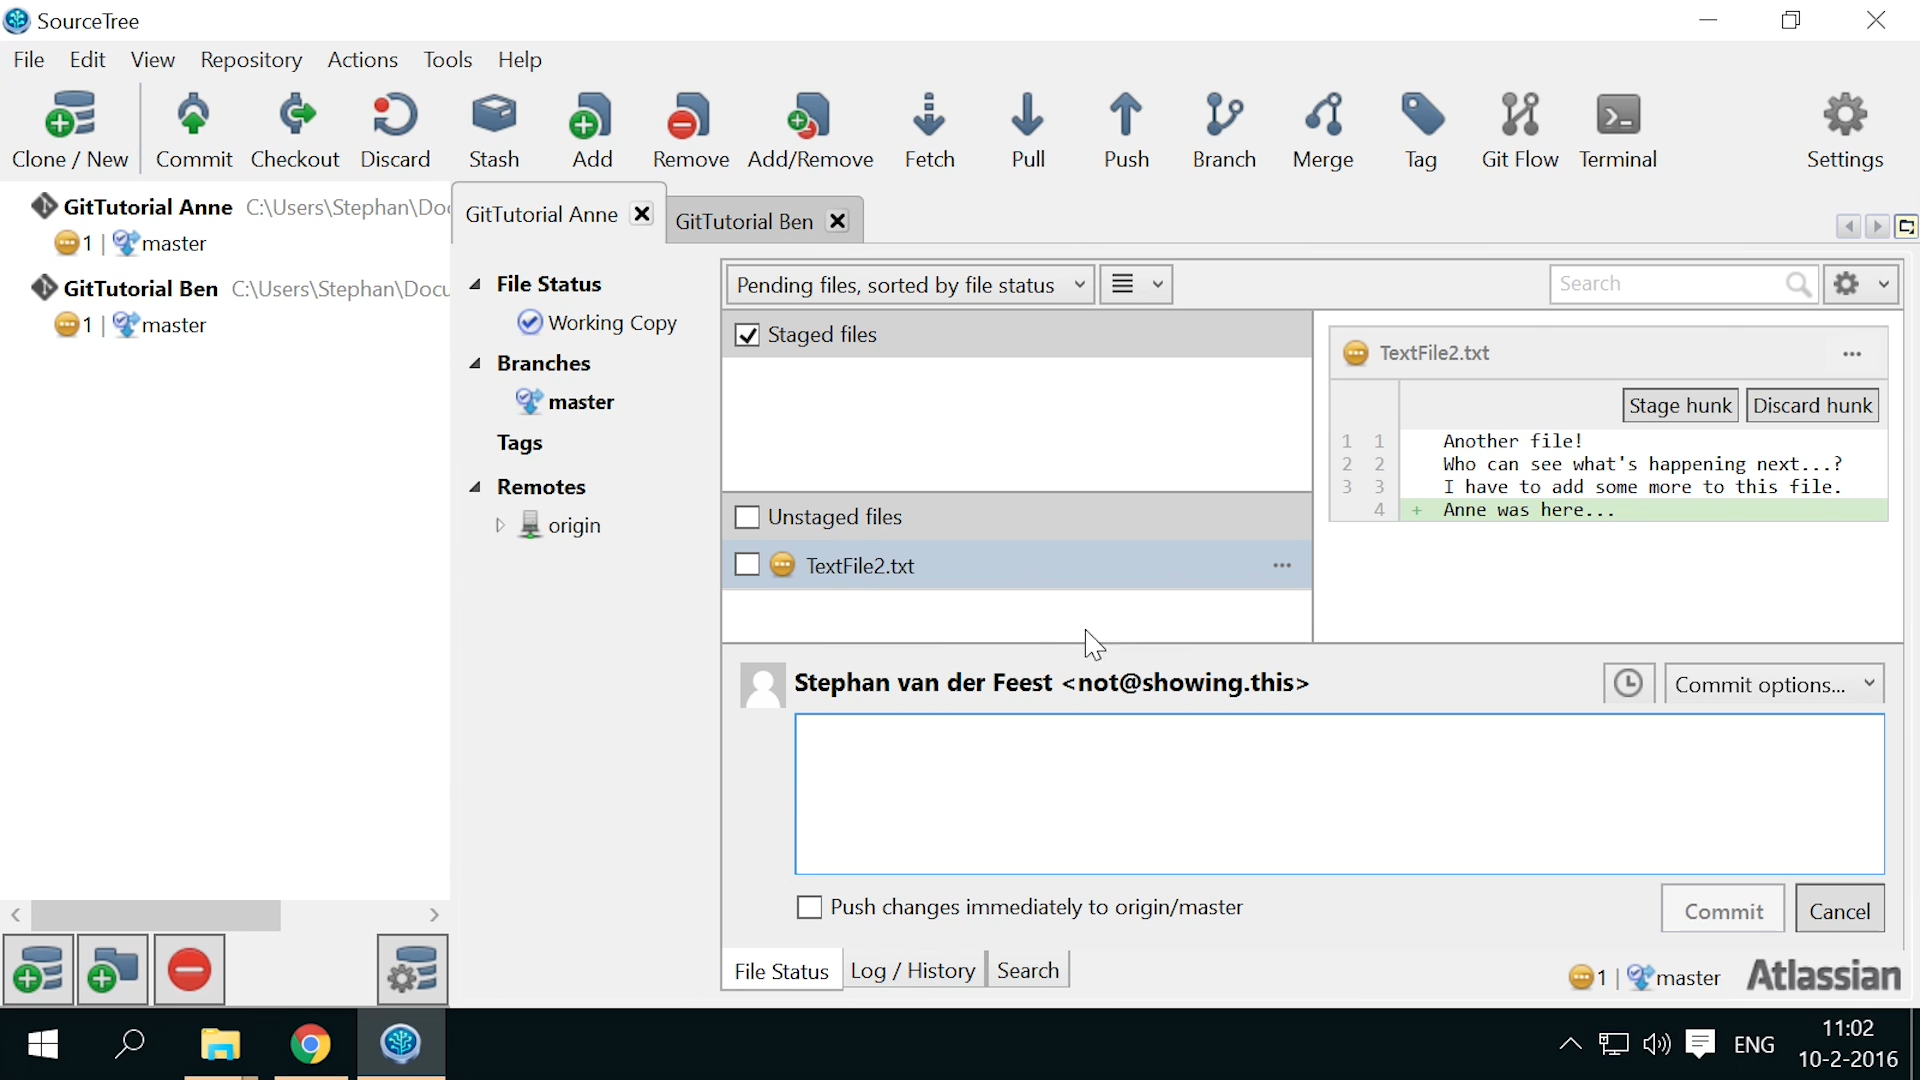 SourceTree
File Edit View Repository Actions Tools Help
Clone / New Commit Checkout Discard Stash Add Remove Add/Remove Fetch Pull Push Branch Merge Tag Git Flow Terminal Settings
GitTutorial Anne C:\Users\Stephan\Do
1 master
GitTutorial Ben C:\Users\Stephan\Docu
1 master
GitTutorial Anne GitTutorial Ben
File Status
Working Copy
Branches
master
Tags
Remotes
origin
Pending files, sorted by file status
Search
Staged files
Unstaged files
TextFile2.txt ...
TextFile2.txt ...
Stage hunk Discard hunk
1 1 Another file!
2 2 Who can see what's happening next...?
3 3 I have to add some more to this file.
4 + Anne was here...
Stephan van der Feest <not@showing.this>
Commit options...
Push changes immediately to origin/master
Commit Cancel
File Status Log / History Search
1 master Atlassian
ENG
11:02
10-2-2016